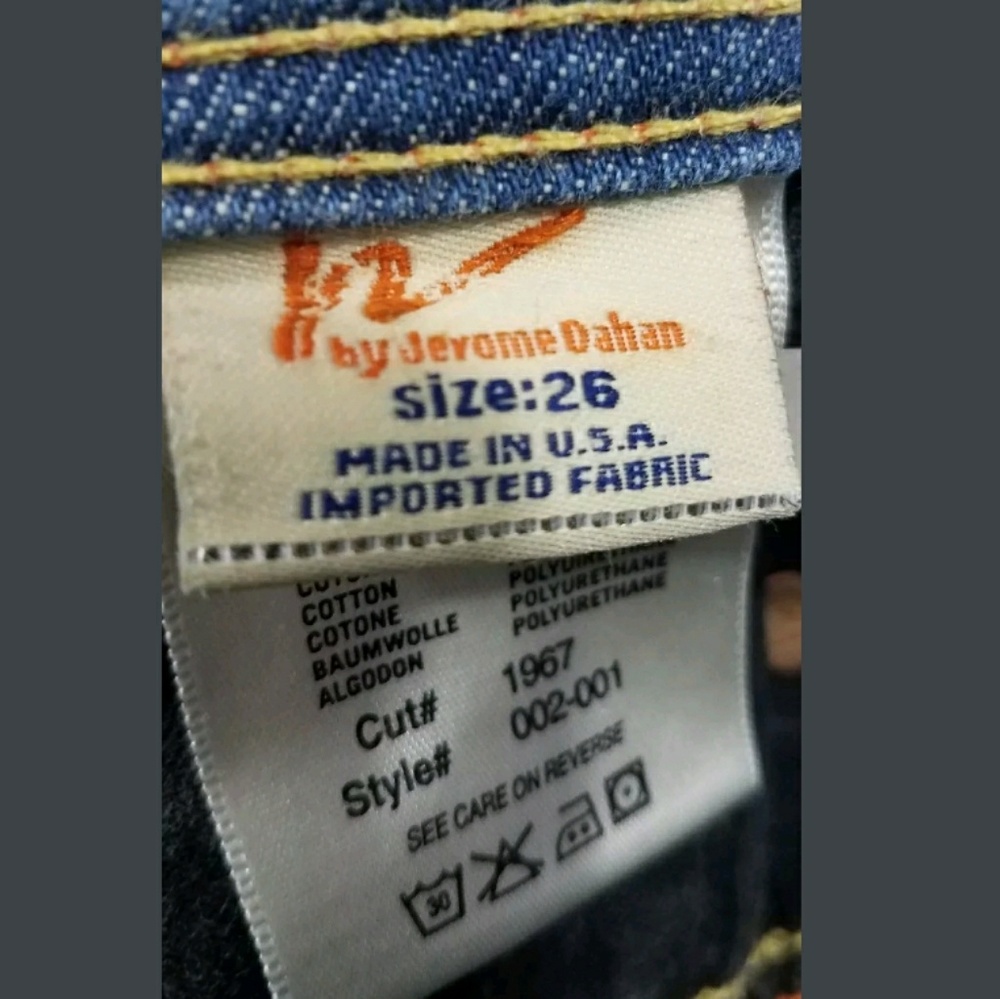 by Jerome Dahan
size:26
MADE IN U.S.A.
IMPORTED FABRIC
COTTON
POLYURETHANE
COTONE
POLYURETHANE
BAUMWOLLE
POLYURETHANE
ALGODON
Cut# 1967
Style# 002-001
SEE CARE ON REVERSE
30